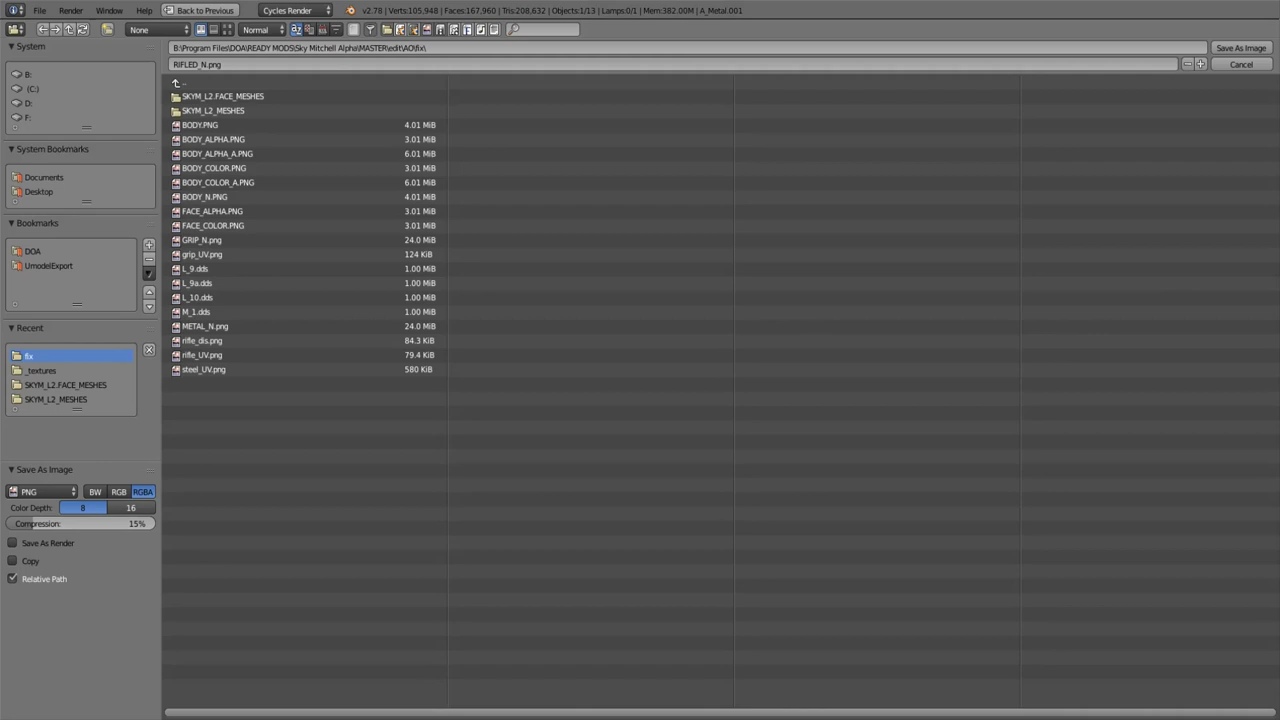 File Render Window Help Back to Previous Cycles Render v2.78 | Verts:105,948 | Faces:167,960 | Tris:208,632 | Objects:1/13 | Lamps:0/1 | Mem:382.00M | A_Metal.001
None Normal
System
B:\Program Files\DOA\READY MODS\Sky Mitchell Alpha\MASTER\edit\AO\fix\ Save As Image
RIFLED_N.png Cancel
B:
(C:)
D:
F:
System Bookmarks
Documents
Desktop
Bookmarks
DOA
UmodelExport
Recent
fix
_textures
SKYM_L2.FACE_MESHES
SKYM_L2_MESHES
Save As Image
PNG BW RGB RGBA
Color Depth: 8 16
Compression: 15%
Save As Render
Copy
Relative Path
..
SKYM_L2.FACE_MESHES
SKYM_L2_MESHES
BODY.PNG 4.01 MiB
BODY_ALPHA.PNG 3.01 MiB
BODY_ALPHA_A.PNG 6.01 MiB
BODY_COLOR.PNG 3.01 MiB
BODY_COLOR_A.PNG 6.01 MiB
BODY_N.PNG 4.01 MiB
FACE_ALPHA.PNG 3.01 MiB
FACE_COLOR.PNG 3.01 MiB
GRIP_N.png 24.0 MiB
grip_UV.png 124 KiB
L_9.dds 1.00 MiB
L_9a.dds 1.00 MiB
L_10.dds 1.00 MiB
M_1.dds 1.00 MiB
METAL_N.png 24.0 MiB
rifle_dis.png 84.3 KiB
rifle_UV.png 79.4 KiB
steel_UV.png 580 KiB